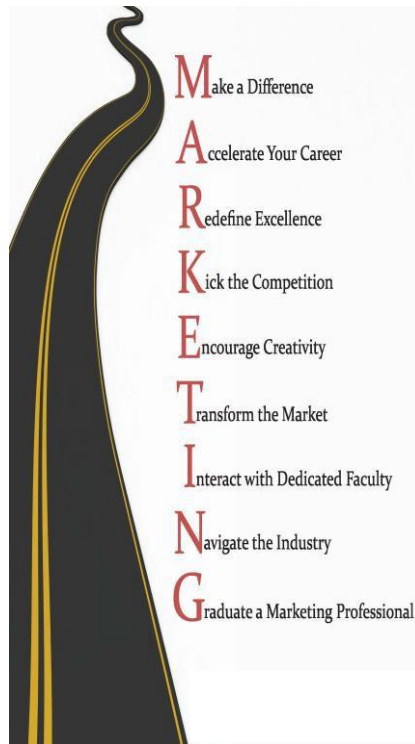 Make a Difference
Accelerate Your Career
Redefine Excellence
Kick the Competition
Encourage Creativity
Transform the Market
Interact with Dedicated Faculty
Navigate the Industry
Graduate a Marketing Professional